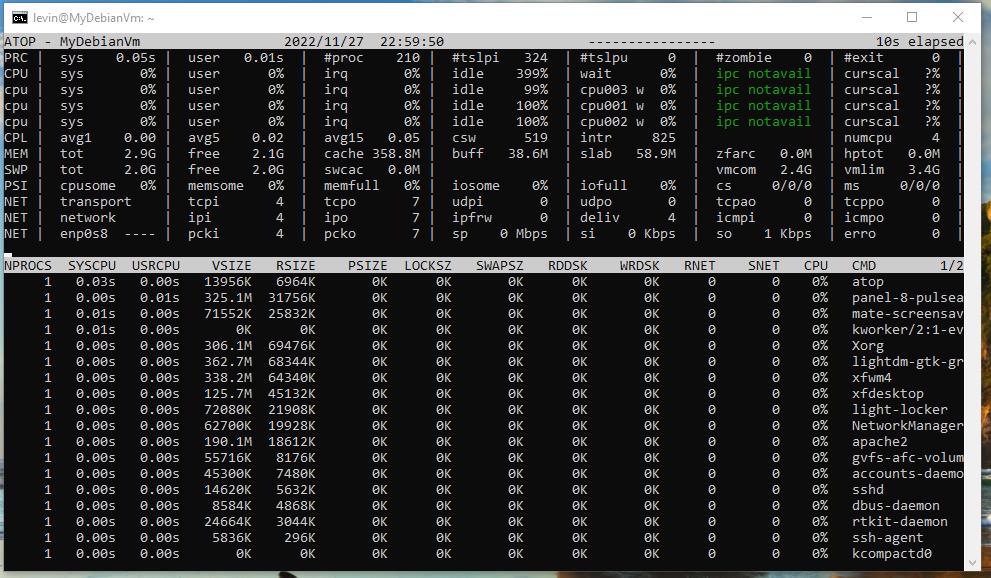 levin@MyDebianVm: ~
ATOP - MyDebianVm 2022/11/27 22:59:50 ---------------- 10s elapsed
PRC | sys 0.05s | user 0.01s | #proc 210 | #tslpi 324 | #tslpu 0 | #zombie 0 | #exit 0 |
CPU | sys 0% | user 0% | irq 0% | idle 399% | wait 0% | ipc notavail | curscal ?% |
cpu | sys 0% | user 0% | irq 0% | idle 99% | cpu003 w 0% | ipc notavail | curscal ?% |
cpu | sys 0% | user 0% | irq 0% | idle 100% | cpu001 w 0% | ipc notavail | curscal ?% |
cpu | sys 0% | user 0% | irq 0% | idle 100% | cpu002 w 0% | ipc notavail | curscal ?% |
CPL | avg1 0.00 | avg5 0.02 | avg15 0.05 | csw 519 | intr 825 | | numcpu 4 |
MEM | tot 2.9G | free 2.1G | cache 358.8M | buff 38.6M | slab 58.9M | zfarc 0.0M | hptot 0.0M |
SWP | tot 2.0G | free 2.0G | swcac 0.0M | | | vmcom 2.4G | vmlim 3.4G |
PSI | cpusome 0% | memsome 0% | memfull 0% | iosome 0% | iofull 0% | cs 0/0/0 | ms 0/0/0 |
NET | transport | tcpi 4 | tcpo 7 | udpi 0 | udpo 0 | tcpao 0 | tcppo 0 |
NET | network | ipi 4 | ipo 7 | ipfrw 0 | deliv 4 | icmpi 0 | icmpo 0 |
NET | enp0s8 ---- | pcki 4 | pcko 7 | sp 0 Mbps | si 0 Kbps | so 1 Kbps | erro 0 |
NPROCS SYSCPU USRCPU VSIZE RSIZE PSIZE LOCKSZ SWAPSZ RDDSK WRDSK RNET SNET CPU CMD 1/2
1 0.03s 0.00s 13956K 6964K 0K 0K 0K 0K 0K 0 0 0% atop
1 0.00s 0.01s 325.1M 31756K 0K 0K 0K 0K 0K 0 0 0% panel-8-pulsea
1 0.01s 0.00s 71552K 25832K 0K 0K 0K 0K 0K 0 0 0% mate-screensav
1 0.01s 0.00s 0K 0K 0K 0K 0K 0K 0K 0 0 0% kworker/2:1-ev
1 0.00s 0.00s 306.1M 69476K 0K 0K 0K 0K 0K 0 0 0% Xorg
1 0.00s 0.00s 362.7M 68344K 0K 0K 0K 0K 0K 0 0 0% lightdm-gtk-gr
1 0.00s 0.00s 338.2M 64340K 0K 0K 0K 0K 0K 0 0 0% xfwm4
1 0.00s 0.00s 125.7M 45132K 0K 0K 0K 0K 0K 0 0 0% xfdesktop
1 0.00s 0.00s 72080K 21908K 0K 0K 0K 0K 0K 0 0 0% light-locker
1 0.00s 0.00s 62700K 19928K 0K 0K 0K 0K 0K 0 0 0% NetworkManager
1 0.00s 0.00s 190.1M 18612K 0K 0K 0K 0K 0K 0 0 0% apache2
1 0.00s 0.00s 55716K 8176K 0K 0K 0K 0K 0K 0 0 0% gvfs-afc-volum
1 0.00s 0.00s 45300K 7480K 0K 0K 0K 0K 0K 0 0 0% accounts-daemo
1 0.00s 0.00s 14620K 5632K 0K 0K 0K 0K 0K 0 0 0% sshd
1 0.00s 0.00s 8584K 4868K 0K 0K 0K 0K 0K 0 0 0% dbus-daemon
1 0.00s 0.00s 24664K 3044K 0K 0K 0K 0K 0K 0 0 0% rtkit-daemon
1 0.00s 0.00s 5836K 296K 0K 0K 0K 0K 0K 0 0 0% ssh-agent
1 0.00s 0.00s 0K 0K 0K 0K 0K 0K 0K 0 0 0% kcompactd0